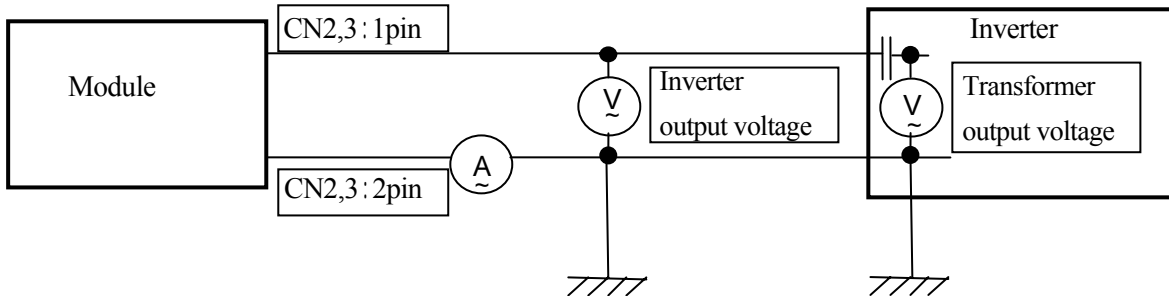 CN2,3:1pin
Inverter
Module
V
~
Inverter
output voltage
V
~
Transformer
output voltage
A
~
CN2,3:2pin